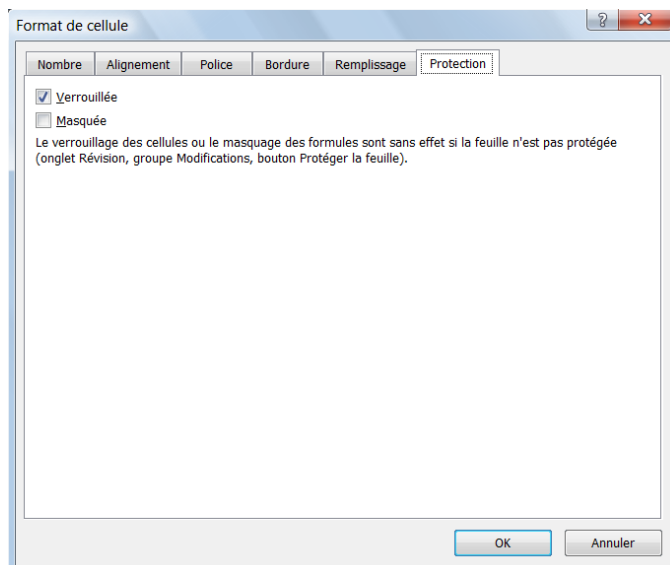 Format de cellule
Nombre Alignement Police Bordure Remplissage Protection
Verrouillée
Masquée
Le verrouillage des cellules ou le masquage des formules sont sans effet si la feuille n'est pas protégée
(onglet Révision, groupe Modifications, bouton Protéger la feuille).
OK Annuler